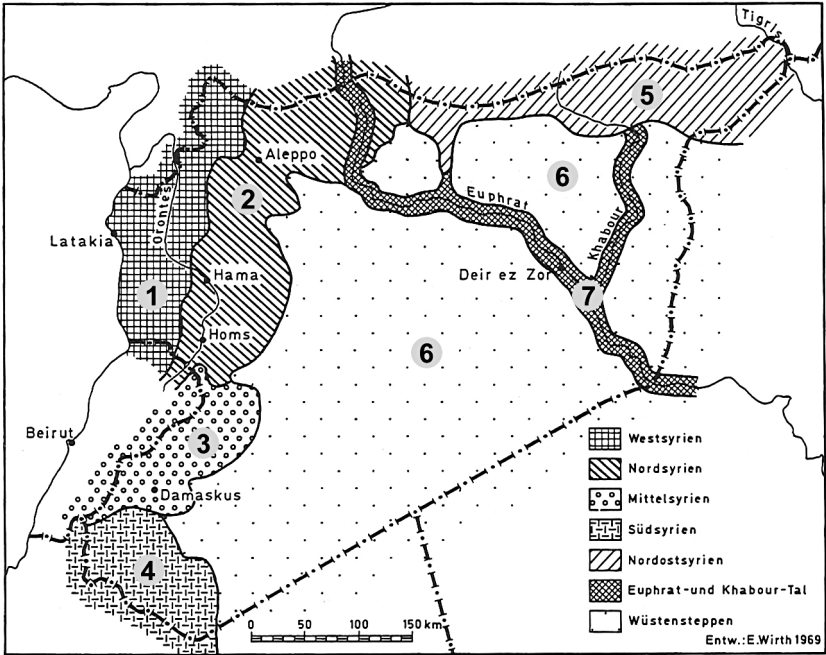 Tigris
5
Aleppo
2
6
Orontes
Euphrat
Latakia
Khabour
Deir ez Zor
Hama
1
7
Homs
6
Beirut
3
Westsyrien
Nordsyrien
Damaskus
Mittelsyrien
Südsyrien
4
Nordostsyrien
Euphrat-und Khabour-Tal
Wüstensteppen
0 50 100 150 km
Entw.:E.Wirth 1969